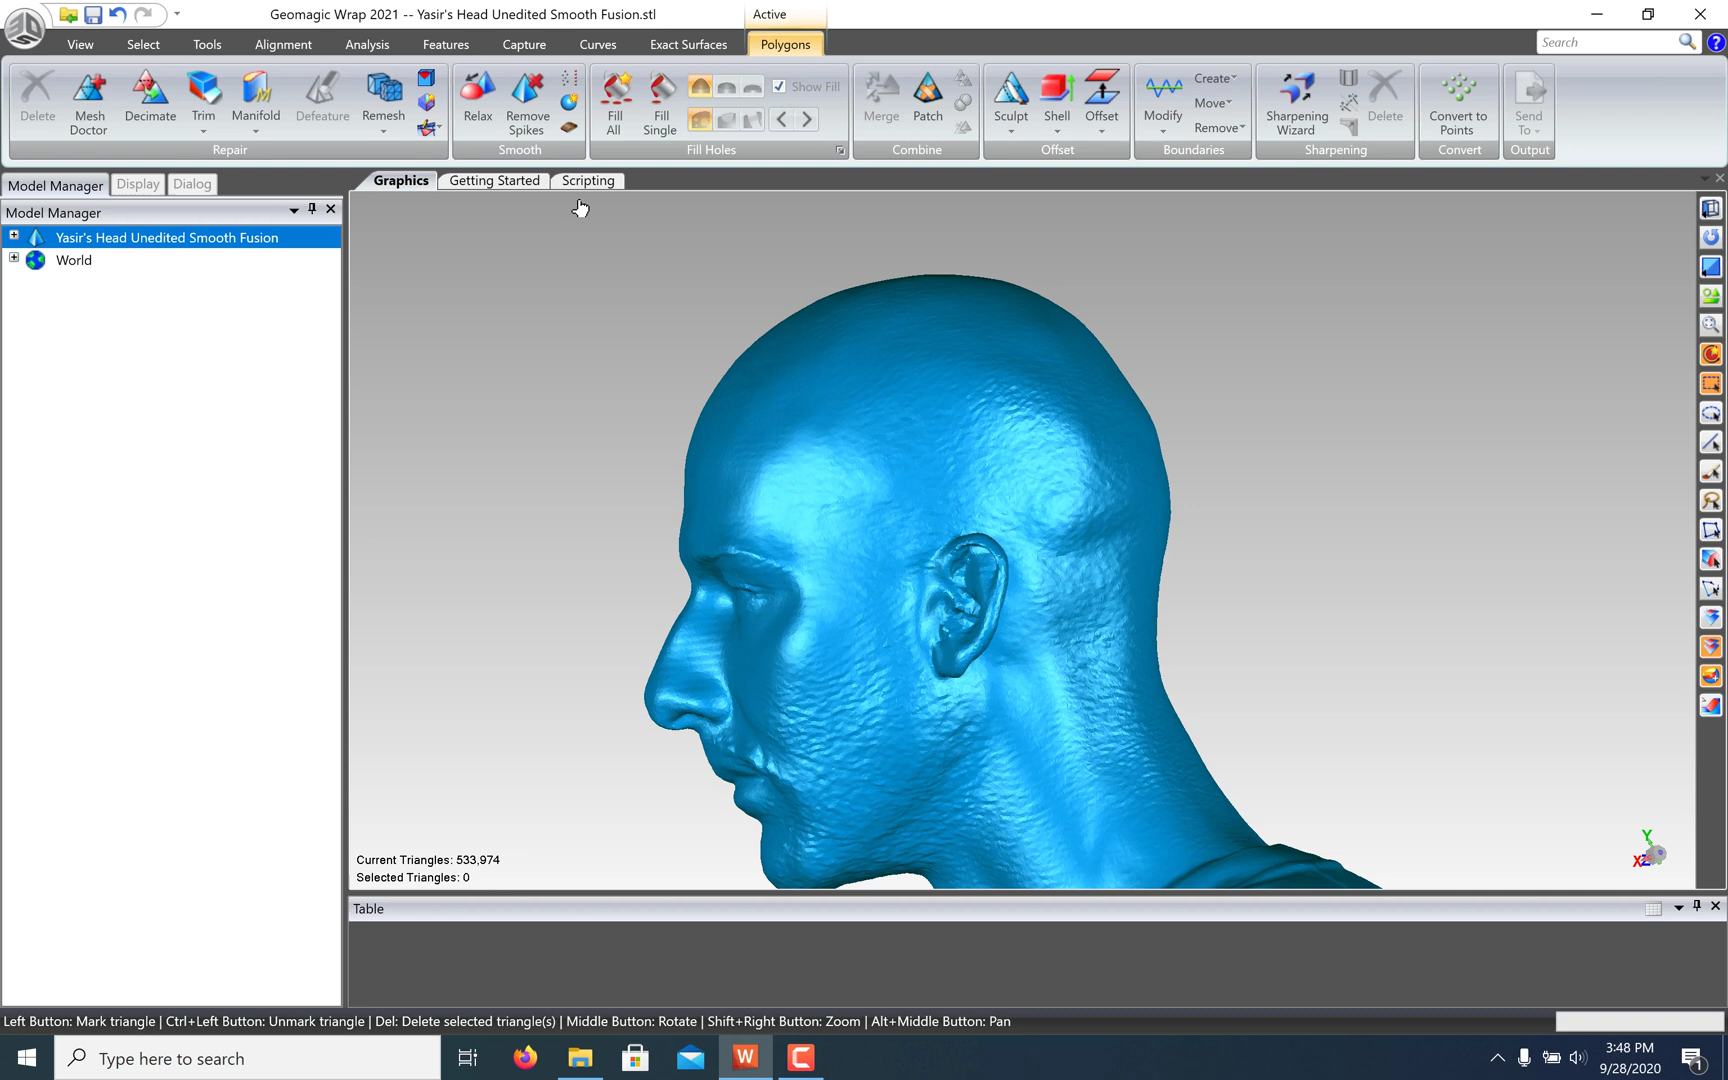 Geomagic Wrap 2021 -- Yasir's Head Unedited Smooth Fusion.stl
Active
View Select Tools Alignment Analysis Features Capture Curves Exact Surfaces Polygons
Search
Delete
Mesh Doctor
Decimate
Trim
Manifold
Defeature
Remesh
Repair
Relax
Remove Spikes
Smooth
Fill All
Fill Single
Show Fill
Fill Holes
Merge
Patch
Combine
Sculpt
Shell
Offset
Offset
Modify
Create
Move
Remove
Boundaries
Sharpening Wizard
Delete
Sharpening
Convert to Points
Convert
Send To
Output
Model Manager Display Dialog
Graphics Getting Started Scripting
Model Manager
Yasir's Head Unedited Smooth Fusion
World
Current Triangles: 533,974
Selected Triangles: 0
Y
X Z
Table
Left Button: Mark triangle | Ctrl+Left Button: Unmark triangle | Del: Delete selected triangle(s) | Middle Button: Rotate | Shift+Right Button: Zoom | Alt+Middle Button: Pan
Type here to search
W
3:48 PM
9/28/2020
1